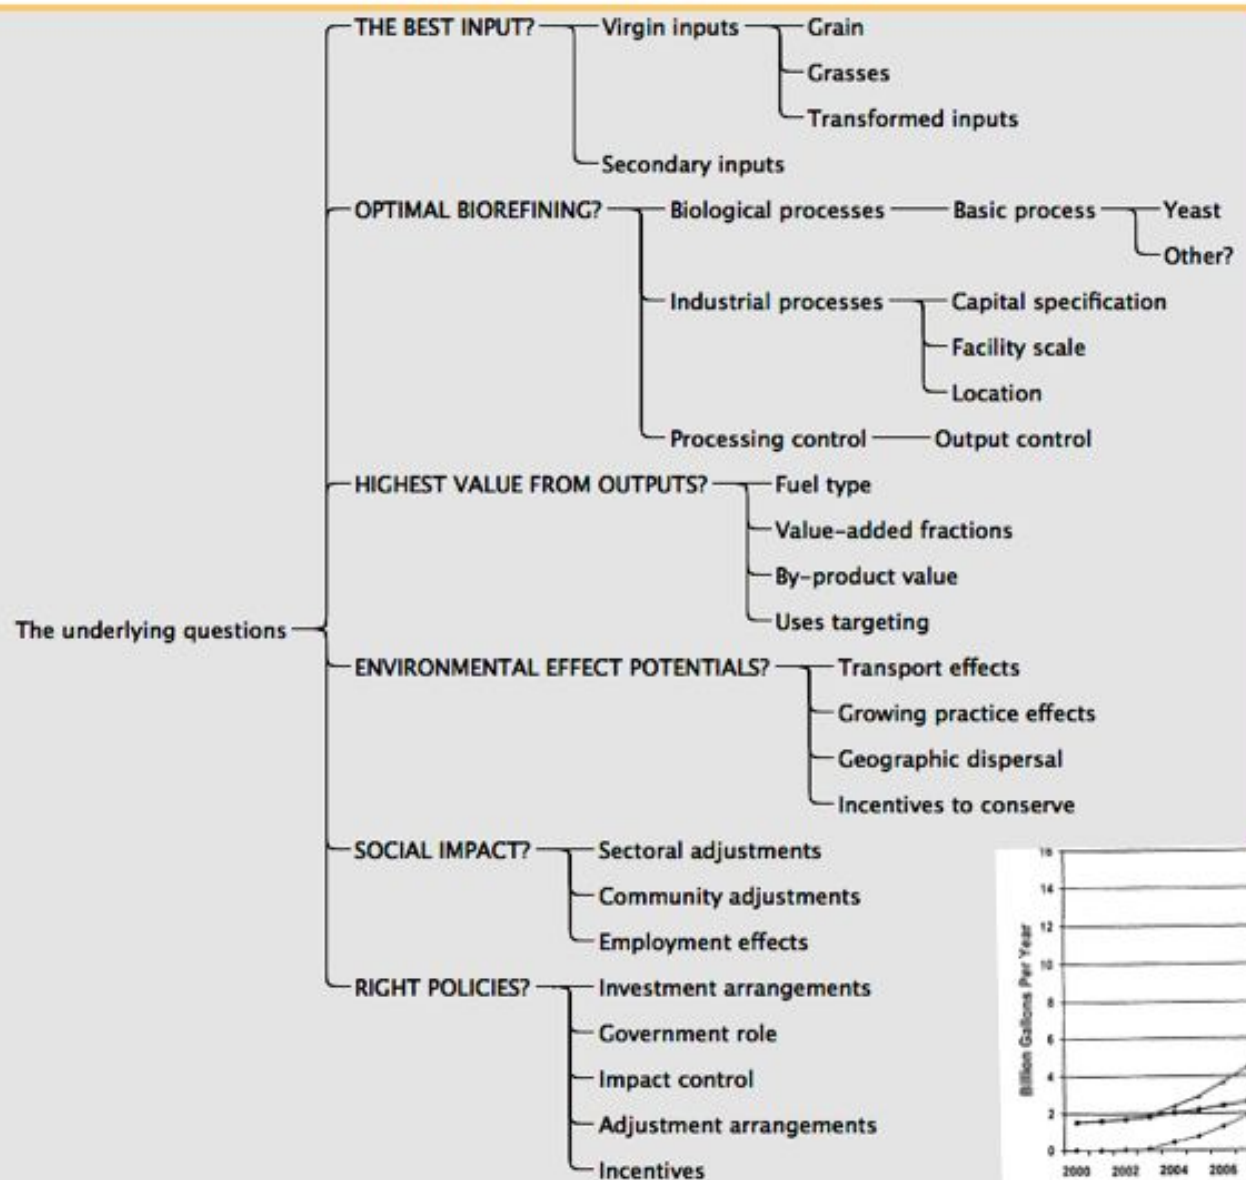 THE BEST INPUT? Virgin inputs Grain
Grasses
Transformed inputs
Secondary inputs
OPTIMAL BIOREFINING? Biological processes Basic process Yeast
Other?
Industrial processes Capital specification
Facility scale
Location
Processing control Output control
HIGHEST VALUE FROM OUTPUTS? Fuel type
Value-added fractions
By-product value
Uses targeting
The underlying questions
ENVIRONMENTAL EFFECT POTENTIALS? Transport effects
Growing practice effects
Geographic dispersal
Incentives to conserve
SOCIAL IMPACT? Sectoral adjustments
Community adjustments
Employment effects
RIGHT POLICIES? Investment arrangements
Government role
Impact control
Adjustment arrangements
Incentives
Billion Gallons Per Year
16
14
12
10
8
6
4
2
0
2000 2002 2004 2006